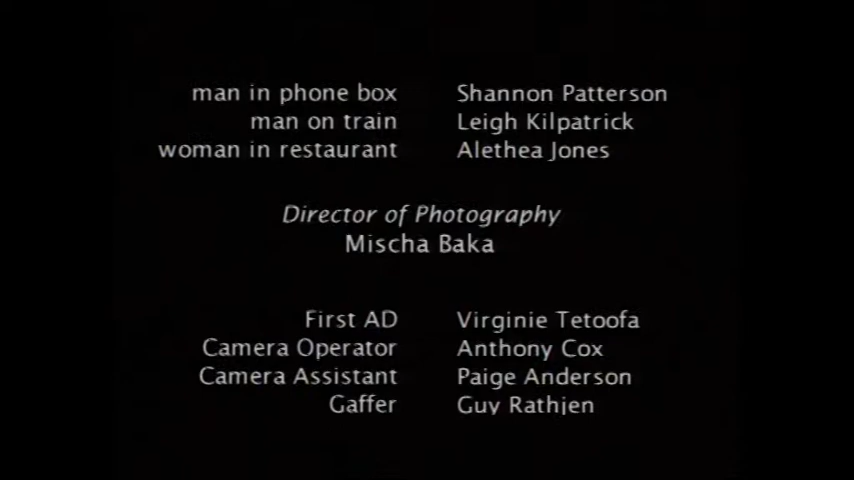 man in phone box Shannon Patterson
man on train Leigh Kilpatrick
woman in restaurant Alethea Jones
Director of Photography
Mischa Baka
First AD Virginie Tetoofa
Camera Operator Anthony Cox
Camera Assistant Paige Anderson
Gaffer Guy Rathjen